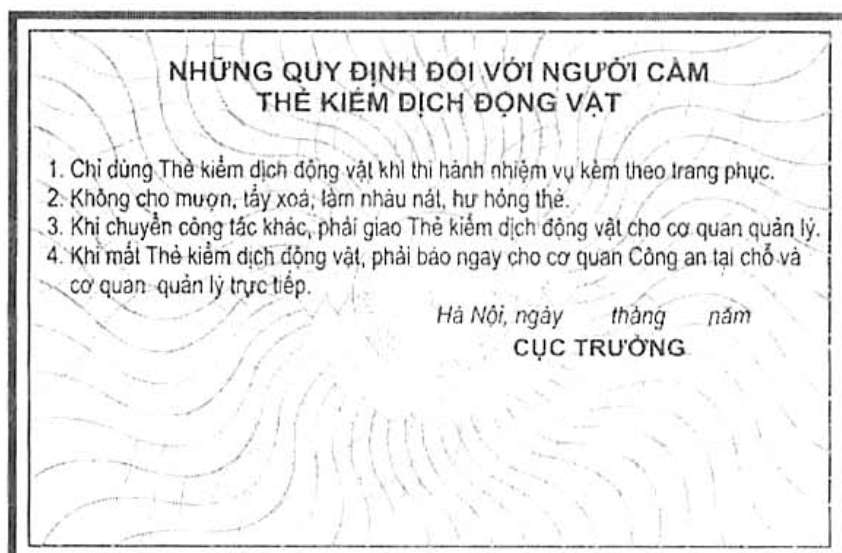 NHỮNG QUY ĐỊNH ĐỐI VỚI NGƯỜI CẦM
THẺ KIỂM DỊCH ĐỘNG VẬT
1. Chỉ dùng Thẻ kiểm dịch động vật khi thi hành nhiệm vụ kèm theo trang phục.
2. Không cho mượn, tẩy xoá, làm nhàu nát, hư hỏng thẻ.
3. Khi chuyển công tác khác, phải giao Thẻ kiểm dịch động vật cho cơ quan quản lý.
4. Khi mất Thẻ kiểm dịch động vật, phải báo ngay cho cơ quan Công an tại chỗ và
cơ quan quản lý trực tiếp.
Hà Nội, ngày tháng năm
CỤC TRƯỞNG